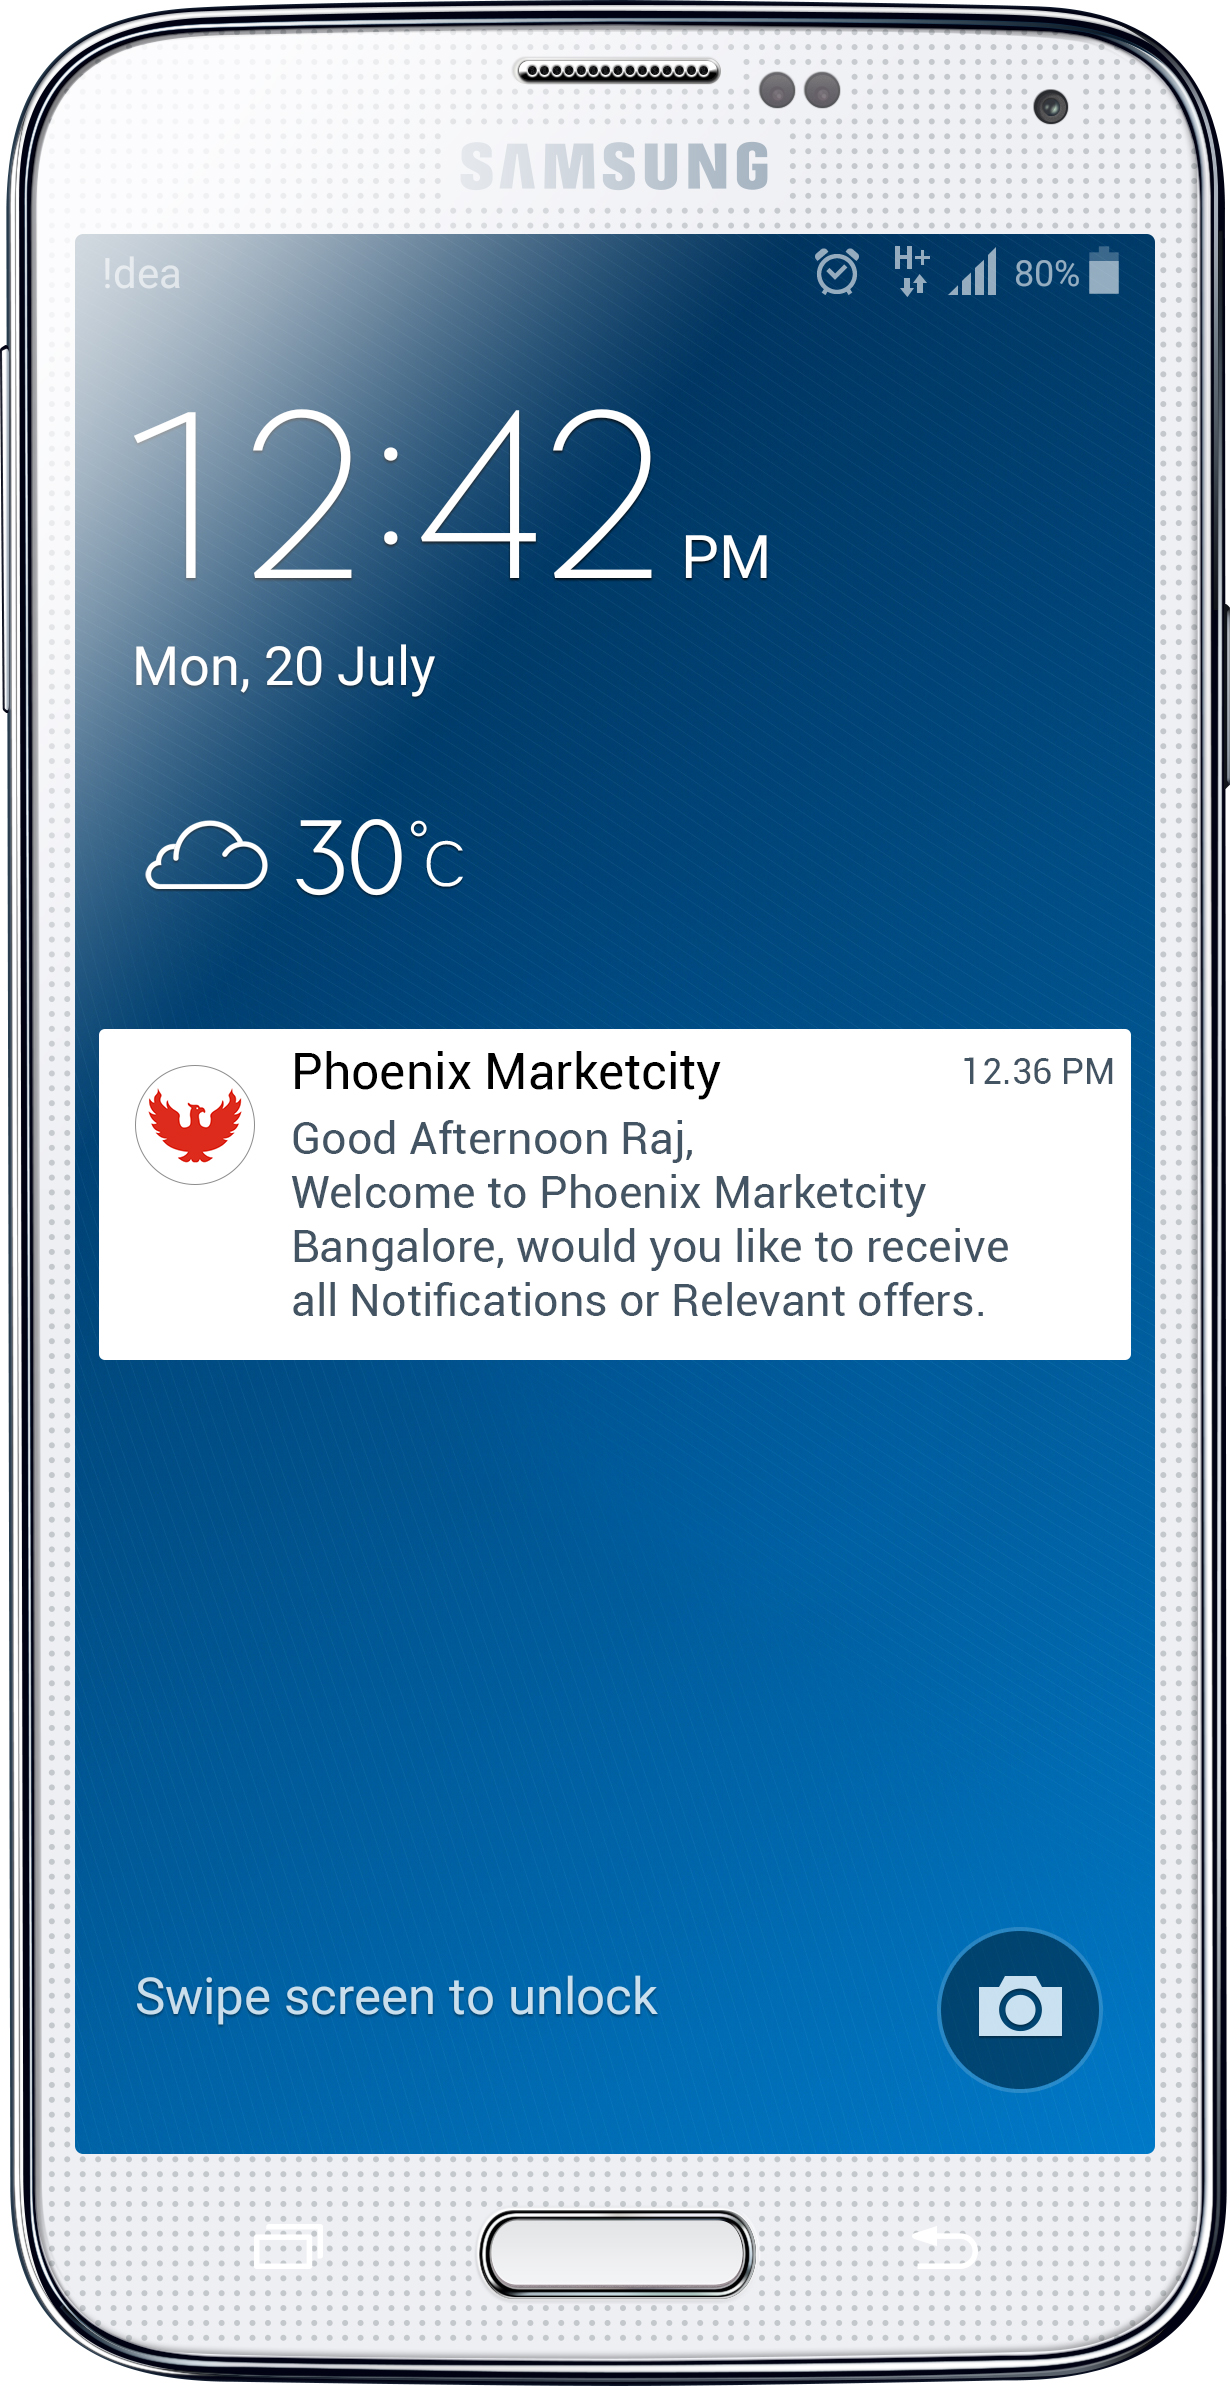 SAMSUNG
!dea
H+
80%
12:42 PM
Mon, 20 July
30°C
Phoenix Marketcity
12.36 PM
Good Afternoon Raj,
Welcome to Phoenix Marketcity
Bangalore, would you like to receive
all Notifications or Relevant offers.
Swipe screen to unlock